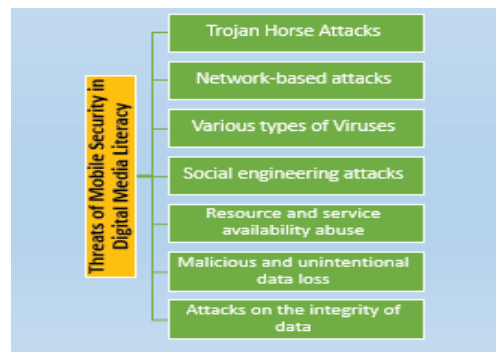 Threats of Mobile Security in
Digital Media Literacy
Trojan Horse Attacks
Network-based attacks
Various types of Viruses
Social engineering attacks
Resource and service
availability abuse
Malicious and unintentional
data loss
Attacks on the integrity of
data